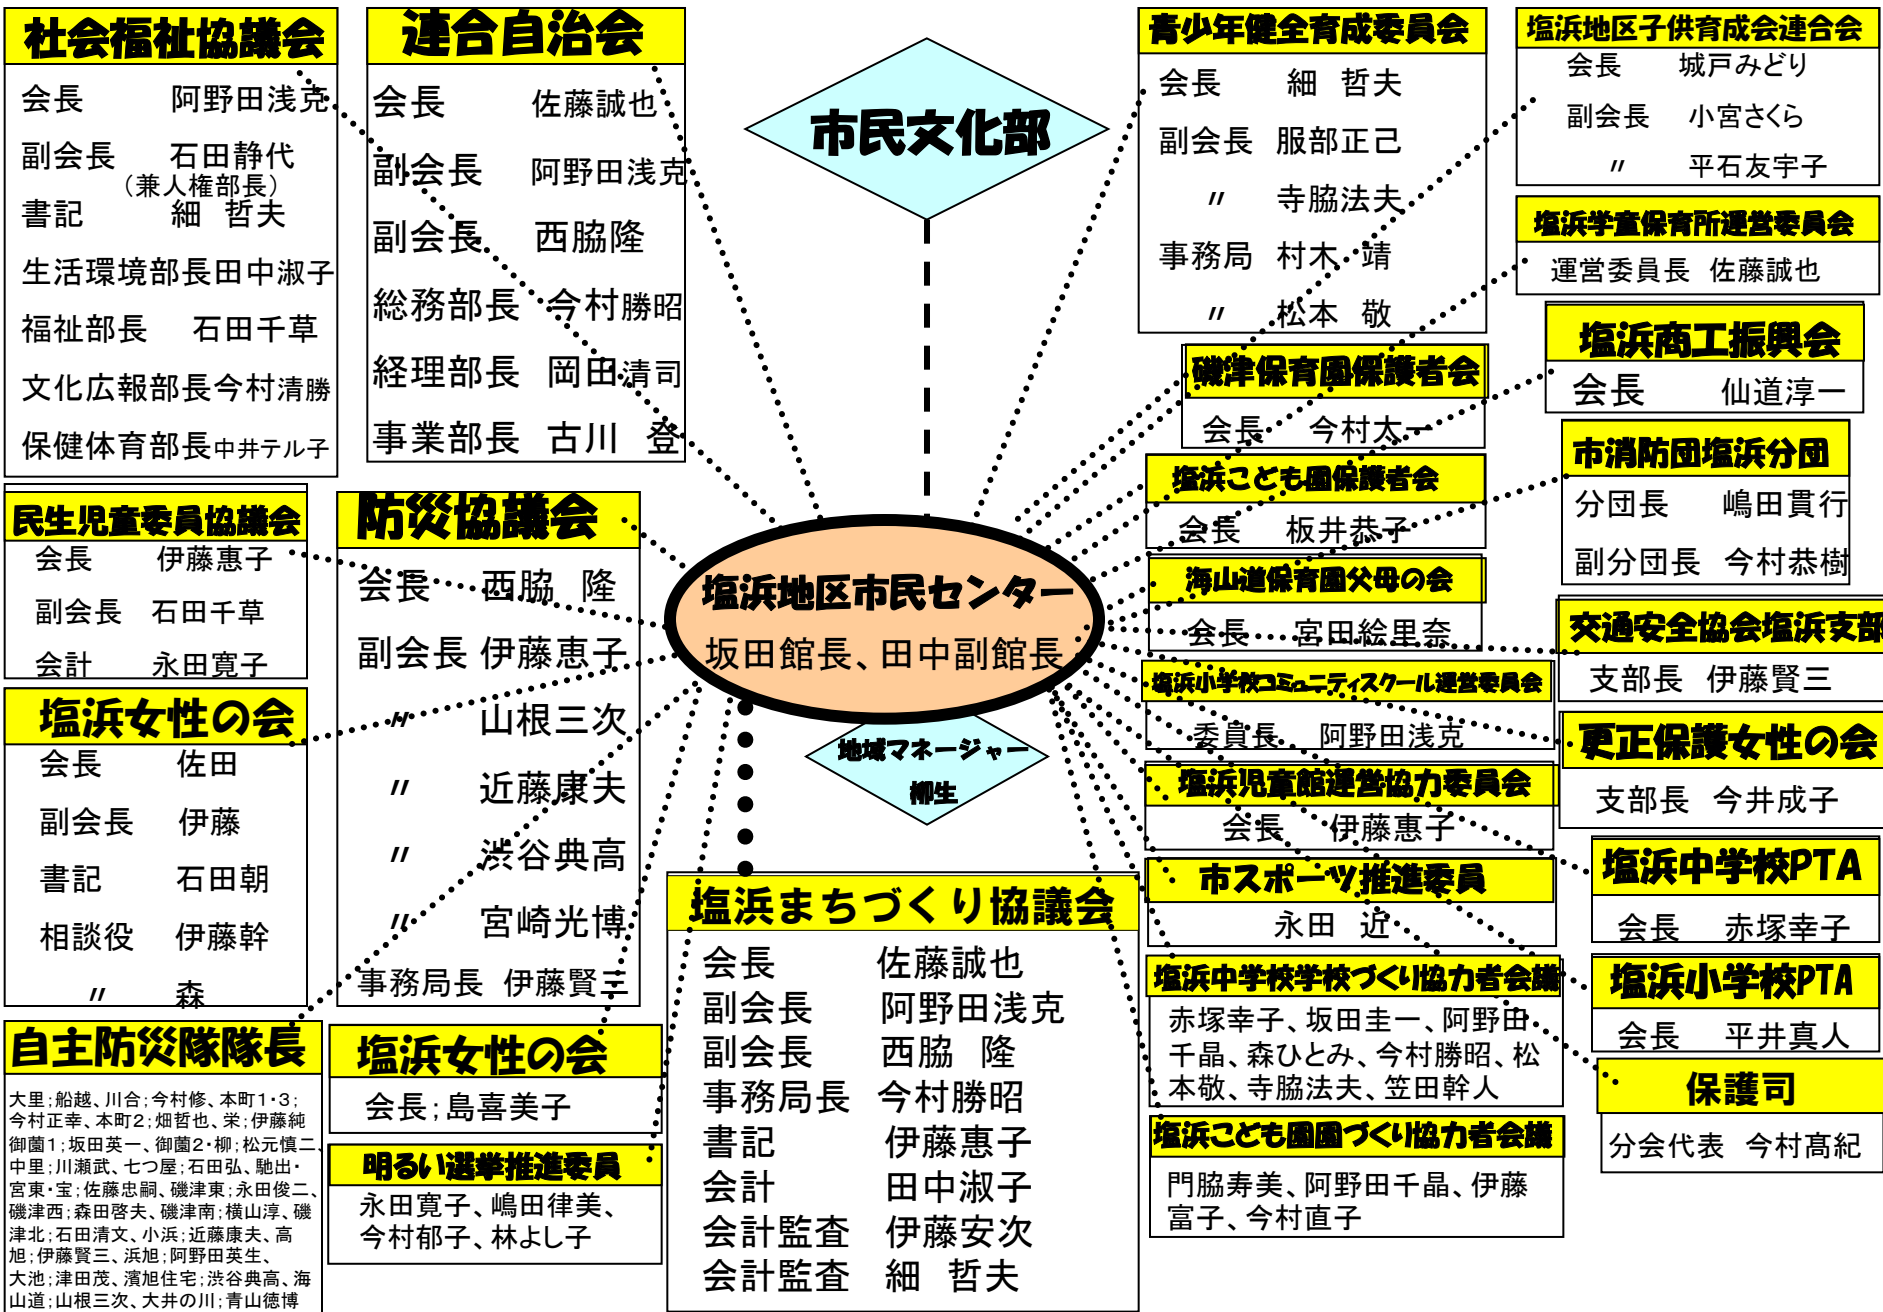 社会福祉協議会
会長 阿野田浅克
副会長 石田静代
（兼人権部長）
書記 細 哲夫
生活環境部長田中淑子
福祉部長 石田千草
文化広報部長今村清勝
保健体育部長中井テル子
連合自治会
会長 佐藤誠也
副会長 阿野田浅克
副会長 西脇隆
総務部長 今村勝昭
経理部長 岡田清司
事業部長 古川 登
市民文化部
青少年健全育成委員会
会長 細 哲夫
副会長 服部正己
〃 寺脇法夫
事務局 村木 靖
〃 松本 敬
塩浜地区子供育成会連合会
会長 城戸みどり
副会長 小宮さくら
〃 平石友宇子
塩浜学童保育所運営委員会
運営委員長 佐藤誠也
塩浜商工振興会
会長 仙道淳一
磯津保育園保護者会
会長 今村太一
市消防団塩浜分団
分団長 嶋田貫行
副分団長 今村恭樹
塩浜こども園保護者会
会長 板井恭子
海山道保育園父母の会
会長 宮田絵里奈
交通安全協会塩浜支部
支部長 伊藤賢三
塩浜小学校コミュニティスクール運営委員会
委員長 阿野田浅克
更正保護女性の会
支部長 今井成子
塩浜児童館運営協力委員会
会長 伊藤惠子
塩浜中学校PTA
会長 赤塚幸子
市スポーツ推進委員
永田 近
塩浜小学校PTA
会長 平井真人
塩浜中学校学校づくり協力者会議
赤塚幸子、坂田圭一、阿野田
千晶、森ひとみ、今村勝昭、松
本敬、寺脇法夫、笠田幹人
保護司
分会代表 今村髙紀
塩浜こども園園づくり協力者会議
門脇寿美、阿野田千晶、伊藤
富子、今村直子
民生児童委員協議会
会長 伊藤惠子
副会長 石田千草
会計 永田寛子
防災協議会
会長 西脇 隆
副会長 伊藤恵子
〃 山根三次
〃 近藤康夫
〃 渋谷典高
〃 宮崎光博
事務局長 伊藤賢三
塩浜地区市民センター
坂田館長、田中副館長
地域マネージャー
柳生
塩浜女性の会
会長 佐田
副会長 伊藤
書記 石田朝
相談役 伊藤幹
〃 森
塩浜まちづくり協議会
会長 佐藤誠也
副会長 阿野田浅克
副会長 西脇 隆
事務局長 今村勝昭
書記 伊藤惠子
会計 田中淑子
会計監査 伊藤安次
会計監査 細 哲夫
自主防災隊隊長
大里；船越、川合；今村修、本町1・3；
今村正幸、本町2；畑哲也、栄；伊藤純
御薗1；坂田英一、御薗2・柳；松元慎二、
中里；川瀬武、七つ屋；石田弘、馳出・
宮東・宝；佐藤忠嗣、磯津東；永田俊二、
磯津西；森田啓夫、磯津南；横山淳、磯
津北；石田清文、小浜；近藤康夫、高
旭；伊藤賢三、浜旭；阿野田英生、
大池；津田茂、濱旭住宅；渋谷典高、海
山道；山根三次、大井の川；青山徳博
塩浜女性の会
会長；島喜美子
明るい選挙推進委員
永田寛子、嶋田律美、
今村郁子、林よし子